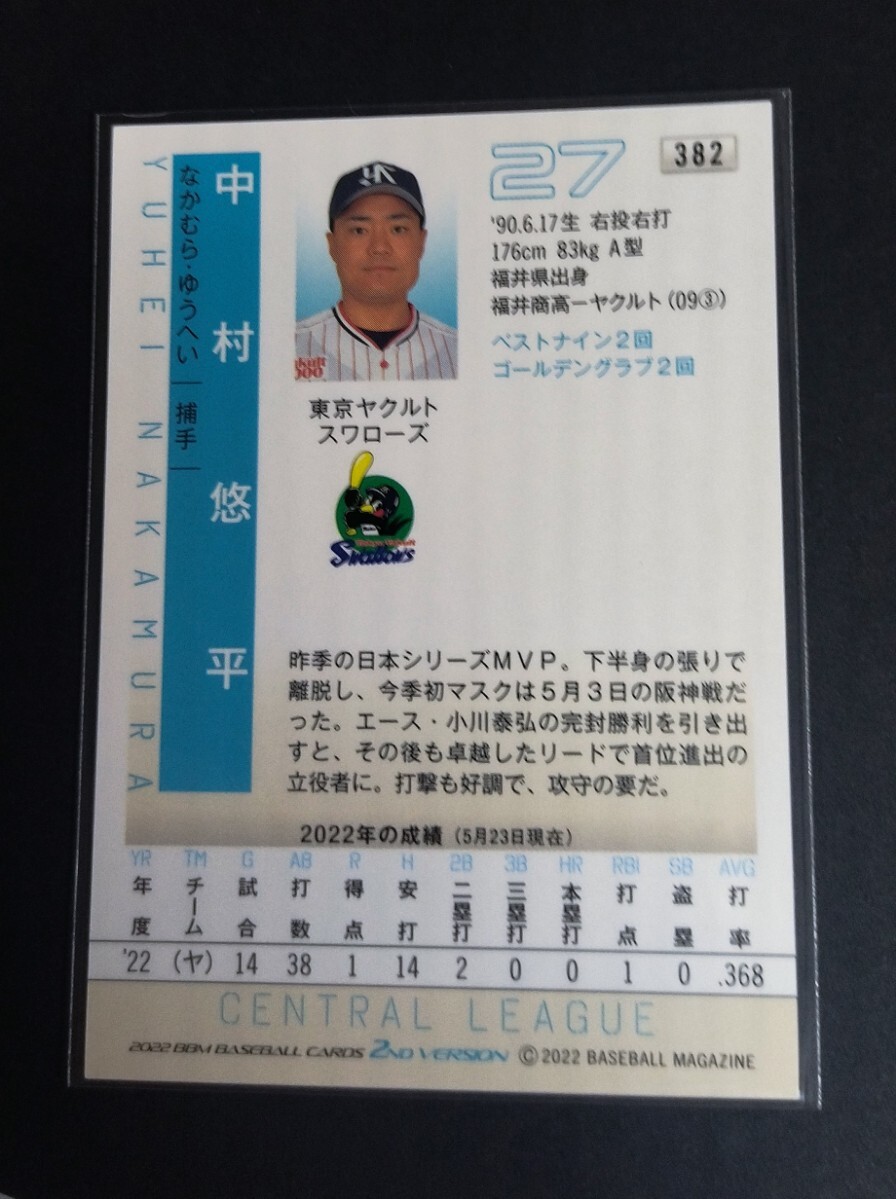 27
382
中村悠平
なかむら・ゆうへい 捕手
YUHEI NAKAMURA
'90.6.17生 右投右打
176cm 83kg A型
福井県出身
福井商高ーヤクルト(09③)
ベストナイン2回
ゴールデングラブ2回
東京ヤクルト
スワローズ
Swallows
昨季の日本シリーズMVP。下半身の張りで
離脱し、今季初マスクは5月3日の阪神戦だ
った。エース・小川泰弘の完封勝利を引き出
すと、その後も卓越したリードで首位進出の
立役者に。打撃も好調で、攻守の要だ。
2022年の成績(5月23日現在)
YR TM G AB R H 2B 3B HR RBI SB AVG
年度 チーム 試合 打数 得点 安打 二塁打 三塁打 本塁打 打点 盗塁 打率
'22 (ヤ) 14 38 1 14 2 0 0 1 0 .368
CENTRAL LEAGUE
2022 BBM BASEBALL CARDS 2ND VERSION ©2022 BASEBALL MAGAZINE